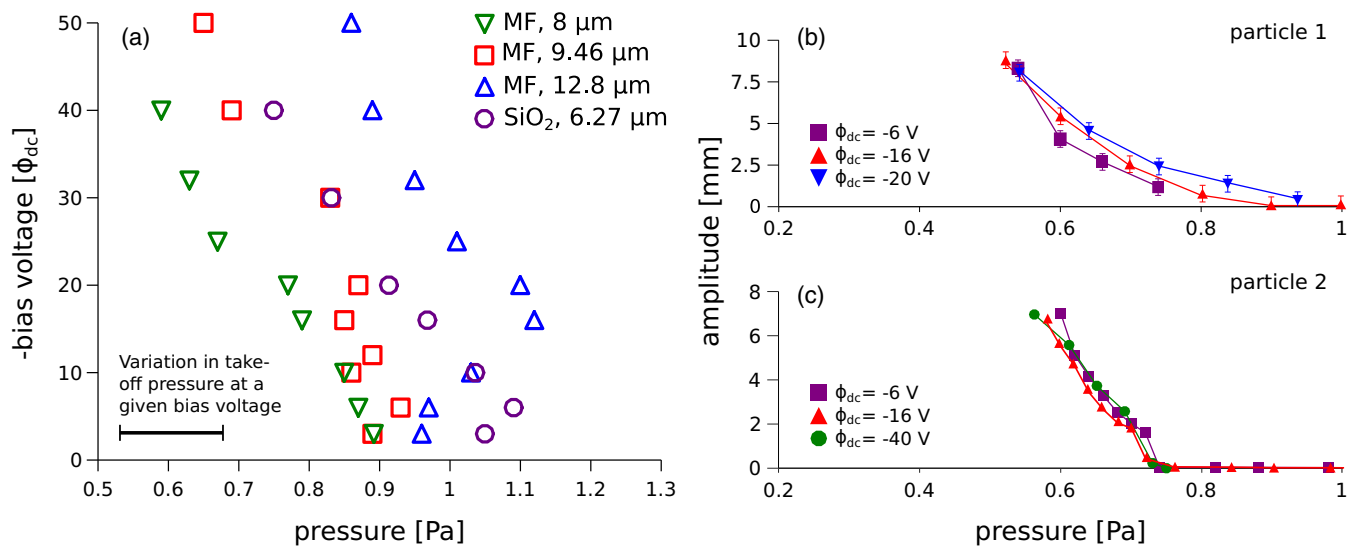 (a)
MF, 8 μm
MF, 9.46 μm
MF, 12.8 μm
SiO₂, 6.27 μm
-bias voltage [ϕdc]
50
40
30
20
10
0
Variation in take-
off pressure at a
given bias voltage
0.5 0.6 0.7 0.8 0.9 1 1.1 1.2 1.3
pressure [Pa]
(b)
particle 1
amplitude [mm]
10
7.5
5
2.5
0
ϕdc= -6 V
ϕdc= -16 V
ϕdc= -20 V
0.2 0.4 0.6 0.8 1
(c)
particle 2
8
6
4
2
0
ϕdc= -6 V
ϕdc= -16 V
ϕdc= -40 V
0.2 0.4 0.6 0.8 1
pressure [Pa]